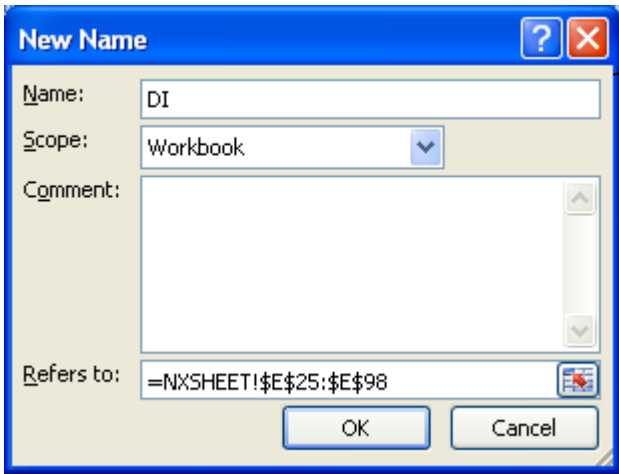 New Name
Name: DI
Scope: Workbook
Comment:
Refers to: =NXSHEET!$E$25:$E$98
OK Cancel